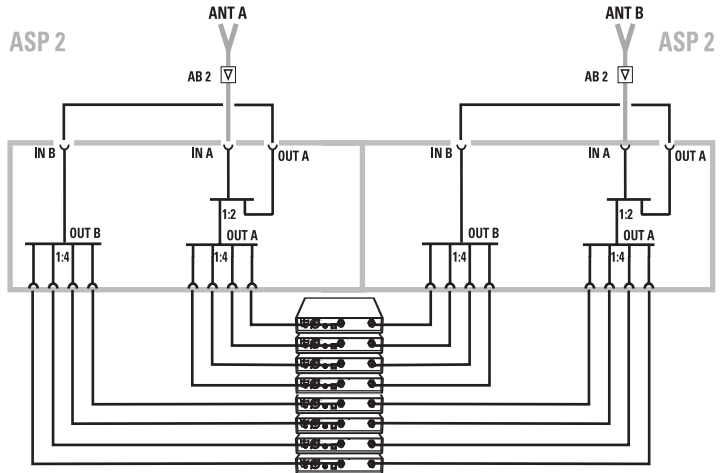 ANT A
ANT B
ASP 2
ASP 2
AB 2
AB 2
IN B
IN A
OUT A
IN B
IN A
OUT A
1:2
1:2
OUT B
OUT A
OUT B
OUT A
1:4
1:4
1:4
1:4